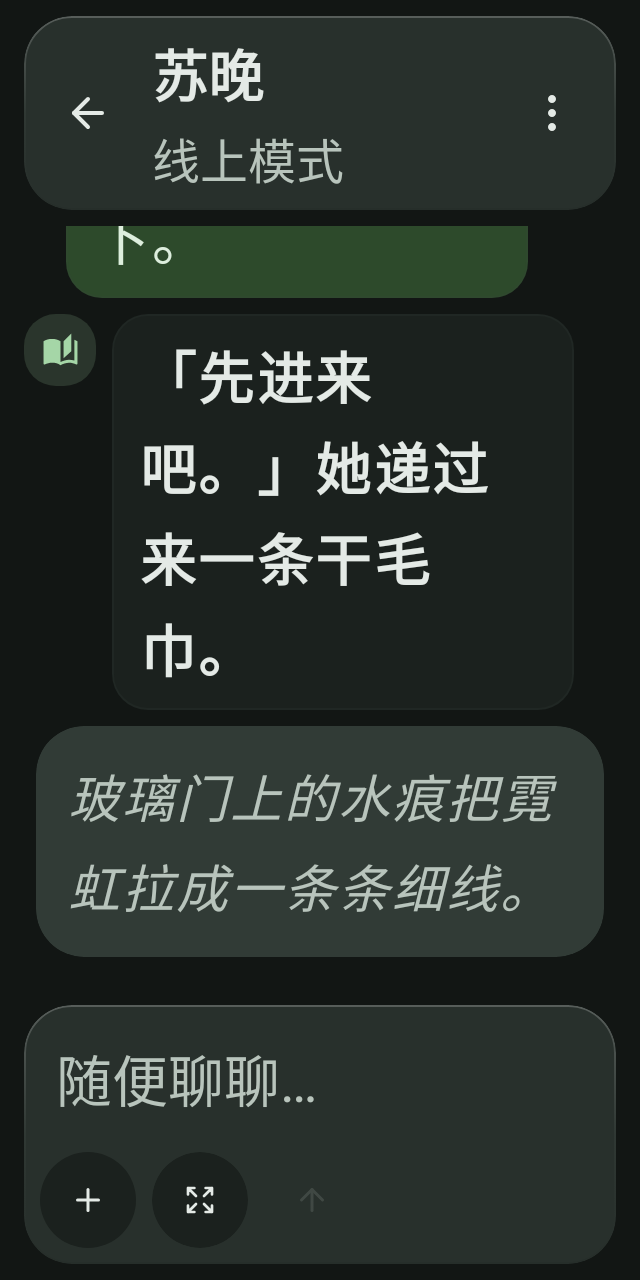 苏晚
线上模式
下。
「先进来
吧。」她递过
来一条干毛
巾。
玻璃门上的水痕把霓
虹拉成一条条细线。
随便聊聊...